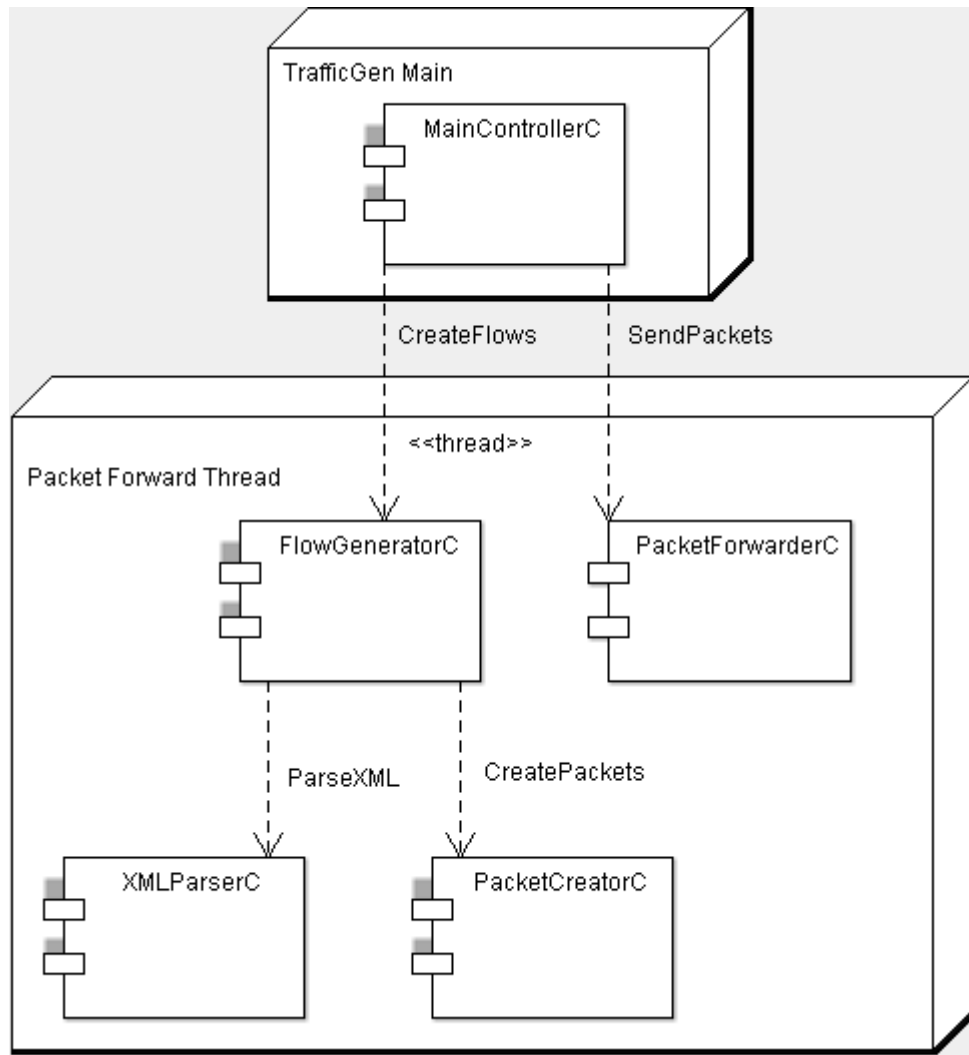 TrafficGen Main
MainControllerC
CreateFlows
SendPackets
<<thread>>
Packet Forward Thread
FlowGeneratorC
PacketForwarderC
ParseXML
CreatePackets
XMLParserC
PacketCreatorC